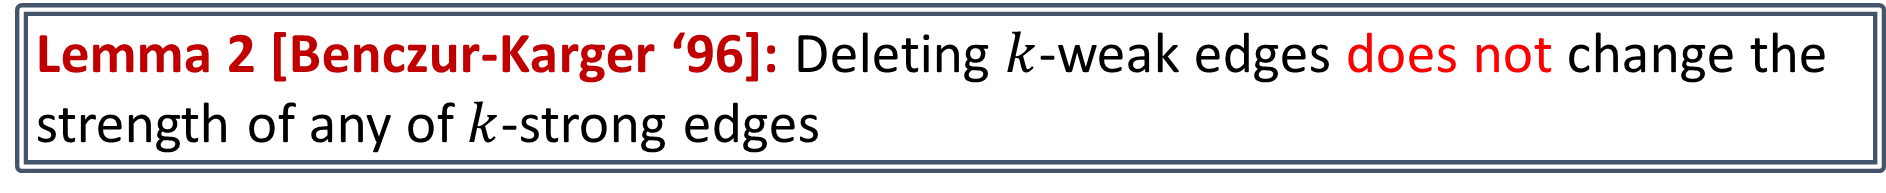 Lemma 2 [Benczur-Karger ‘96]: Deleting 𝑘-weak edges does not change the
strength of any of 𝑘-strong edges